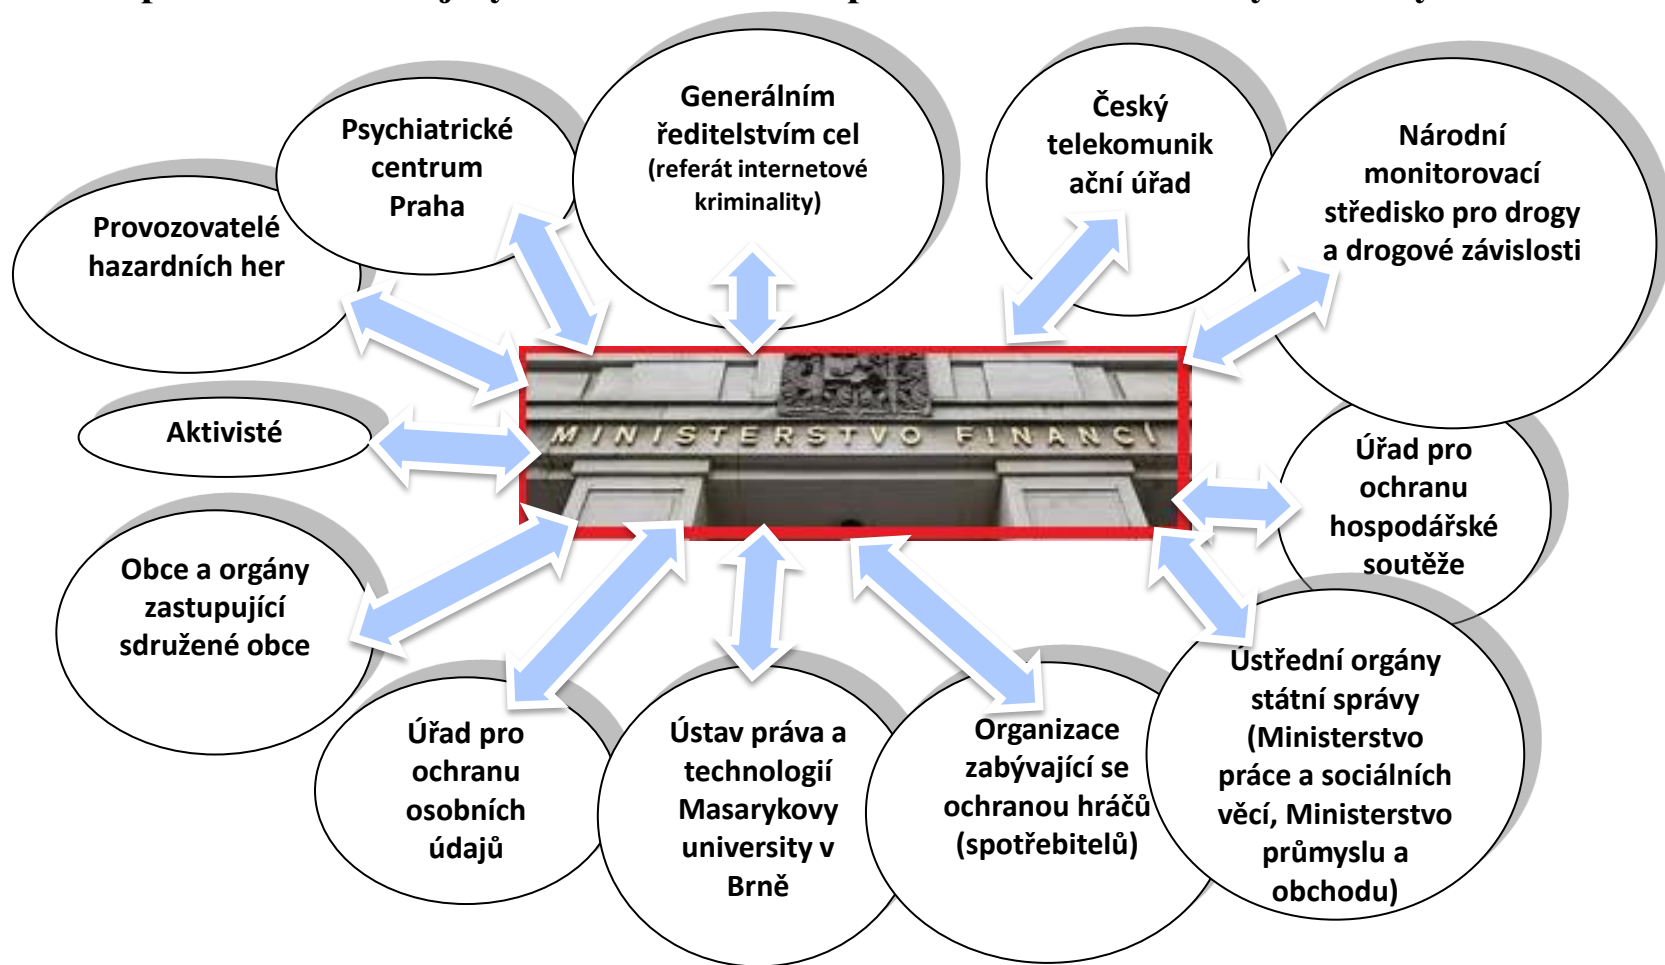 Psychiatrické
centrum
Praha
Generálním
ředitelstvím cel
(referát internetové
kriminality)
Český
telekomunik
ační úřad
Národní
monitorovací
středisko pro drogy
a drogové závislosti
Provozovatelé
hazardních her
Aktivisté
MINISTERSTVO FINANCÍ
Úřad pro
ochranu
hospodářské
soutěže
Obce a orgány
zastupující
sdružené obce
Úřad pro
ochranu
osobních
údajů
Ústav práva a
technologií
Masarykovy
university v
Brně
Organizace
zabývající se
ochranou hráčů
(spotřebitelů)
Ústřední orgány
státní správy
(Ministerstvo
práce a sociálních
věcí, Ministerstvo
průmyslu a
obchodu)